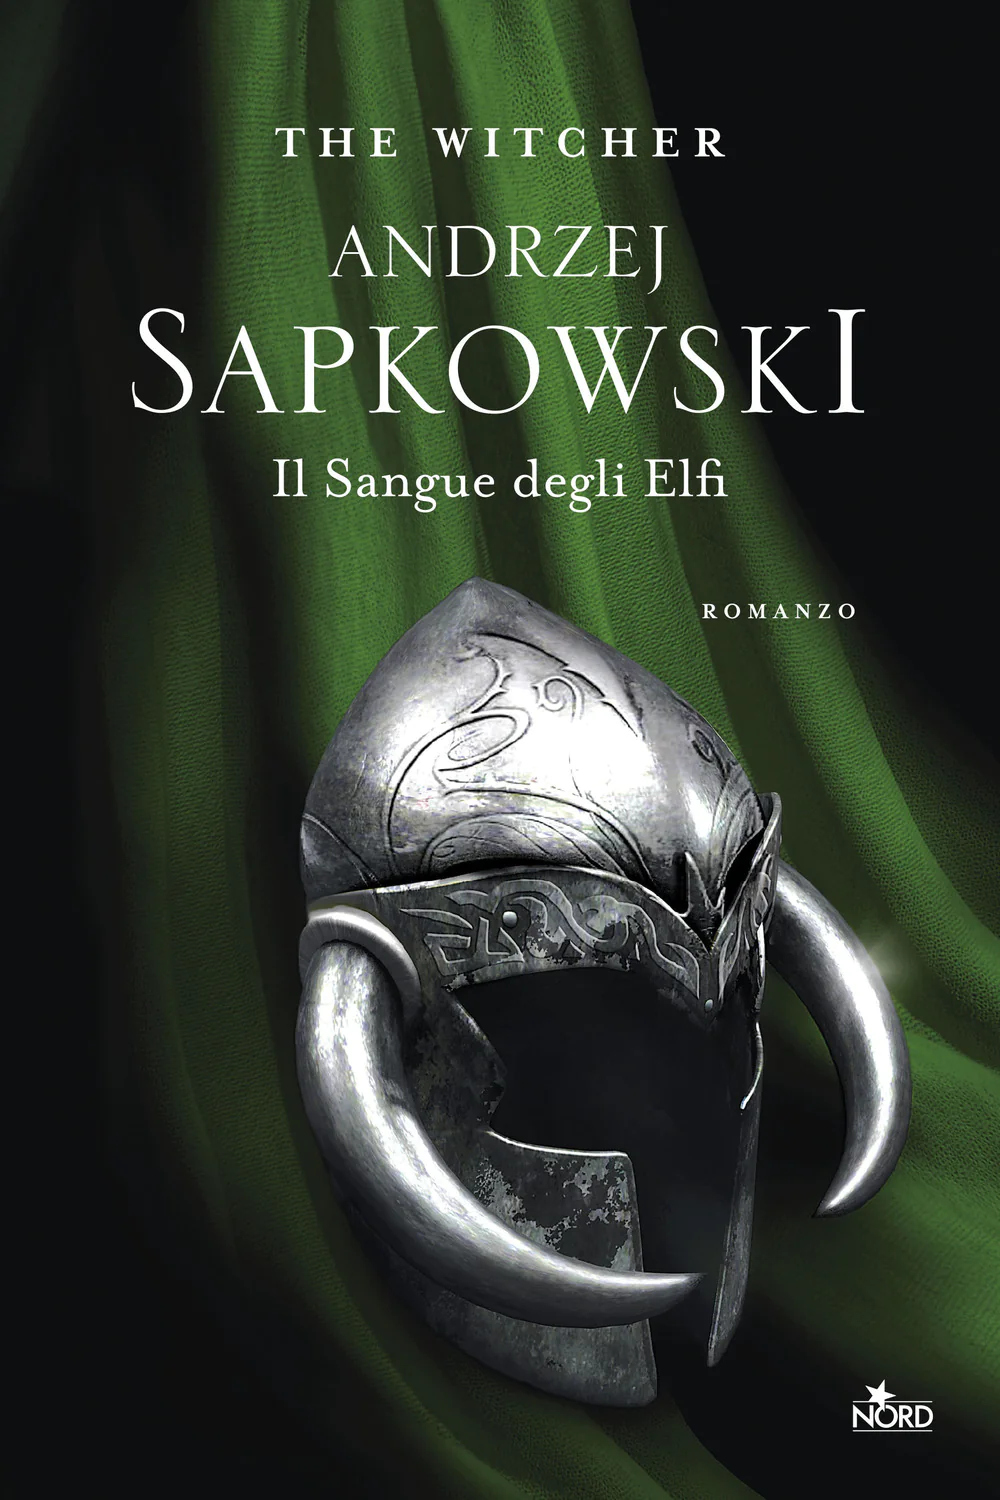 THE WITCHER
ANDRZEJ
SAPKOWSKI
Il Sangue degli Elfi
ROMANZO
NORD